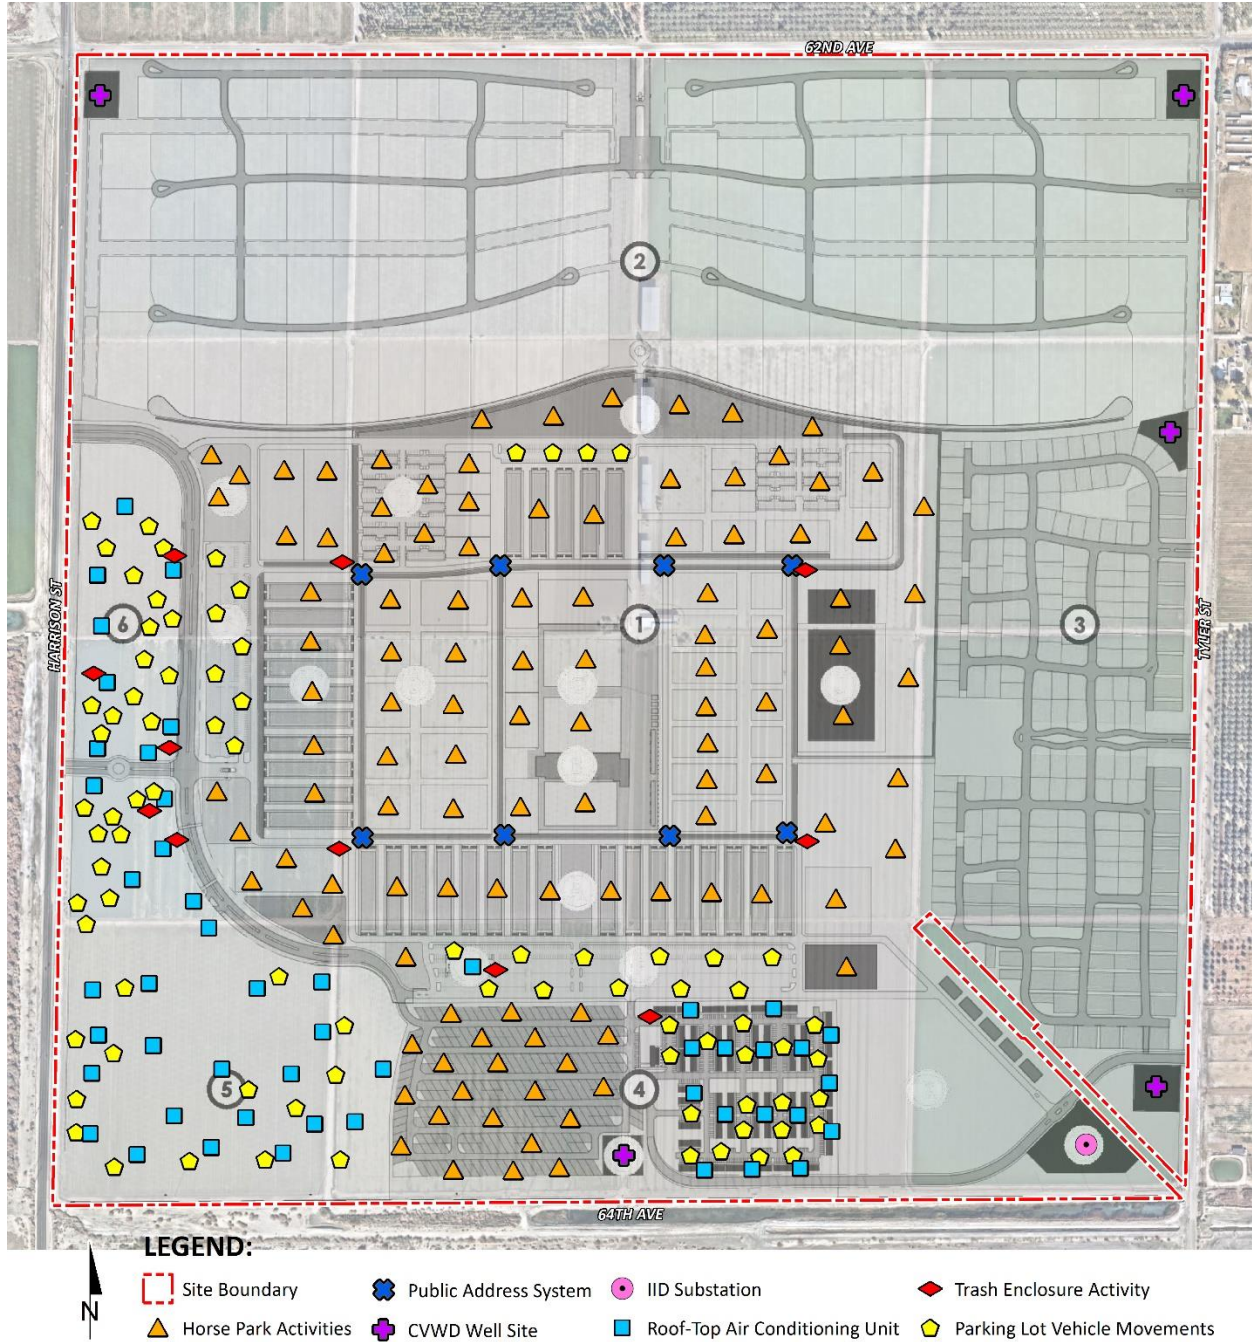 62ND AVE
2
HARRISON ST
6
1
3
TYLER ST
5
4
64TH AVE
LEGEND:
N
Site Boundary
Public Address System
IID Substation
Trash Enclosure Activity
Horse Park Activities
CVWD Well Site
Roof-Top Air Conditioning Unit
Parking Lot Vehicle Movements